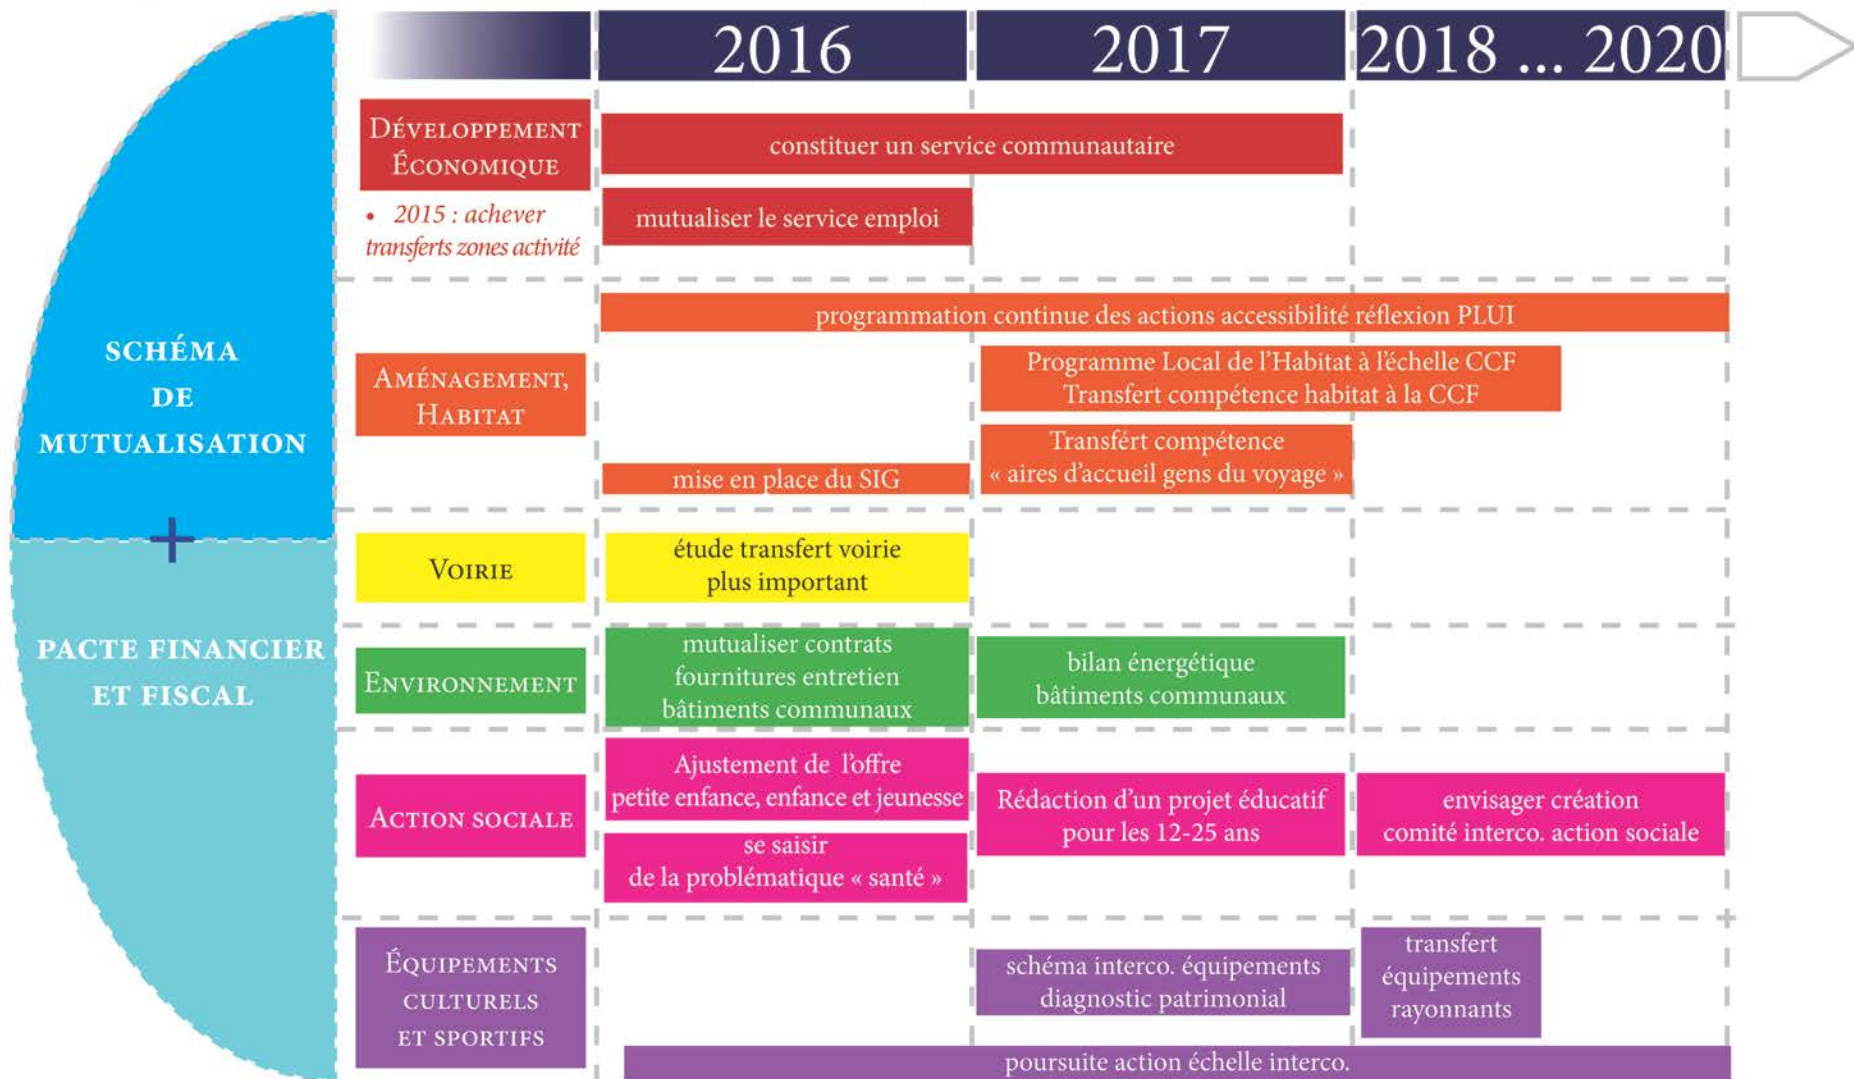 2016
2017
2018 ... 2020
SCHÉMA
DE
MUTUALISATION
+
PACTE FINANCIER
ET FISCAL
DÉVELOPPEMENT
ÉCONOMIQUE
• 2015 : achever
transferts zones activité
constituer un service communautaire
mutualiser le service emploi
AMÉNAGEMENT,
HABITAT
programmation continue des actions accessibilité réflexion PLUI
Programme Local de l'Habitat à l'échelle CCF
Transfert compétence habitat à la CCF
mise en place du SIG
Transfért compétence
« aires d'accueil gens du voyage »
VOIRIE
étude transfert voirie
plus important
ENVIRONNEMENT
mutualiser contrats
fournitures entretien
bâtiments communaux
bilan énergétique
bâtiments communaux
ACTION SOCIALE
Ajustement de l'offre
petite enfance, enfance et jeunesse
se saisir
de la problématique « santé »
Rédaction d'un projet éducatif
pour les 12-25 ans
envisager création
comité interco. action sociale
ÉQUIPEMENTS
CULTURELS
ET SPORTIFS
schéma interco. équipements
diagnostic patrimonial
transfert
équipements
rayonnants
poursuite action échelle interco.